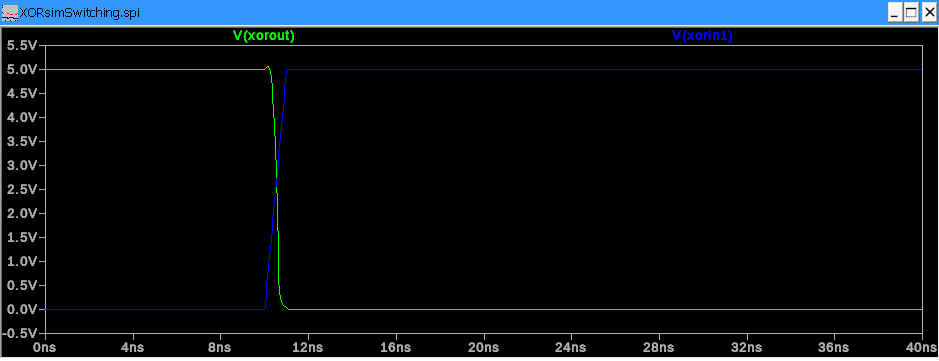 XORsimSwitching.spi
V(xorout) V(xorin1)
5.5V
5.0V
4.5V
4.0V
3.5V
3.0V
2.5V
2.0V
1.5V
1.0V
0.5V
0.0V
-0.5V
0ns 4ns 8ns 12ns 16ns 20ns 24ns 28ns 32ns 36ns 40ns